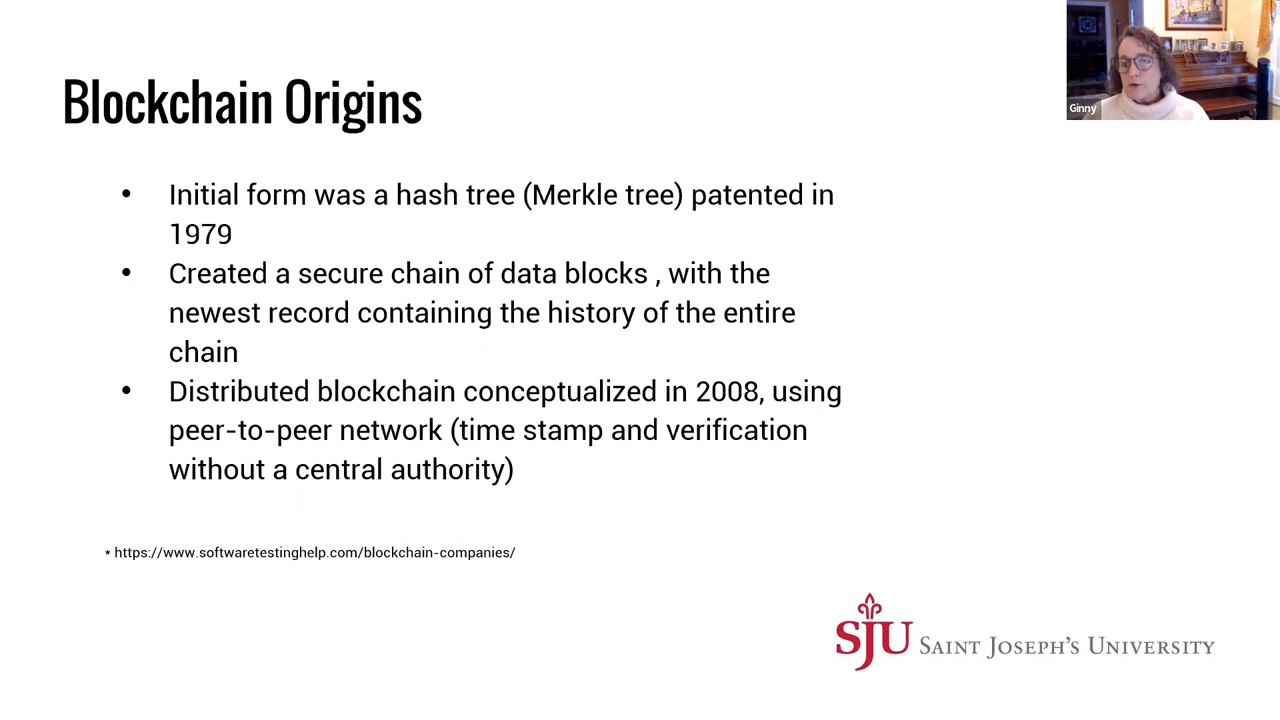 Blockchain Origins
Ginny
• Initial form was a hash tree (Merkle tree) patented in
1979
• Created a secure chain of data blocks , with the
newest record containing the history of the entire
chain
• Distributed blockchain conceptualized in 2008, using
peer-to-peer network (time stamp and verification
without a central authority)
* https://www.softwaretestinghelp.com/blockchain-companies/
SJU SAINT JOSEPH'S UNIVERSITY